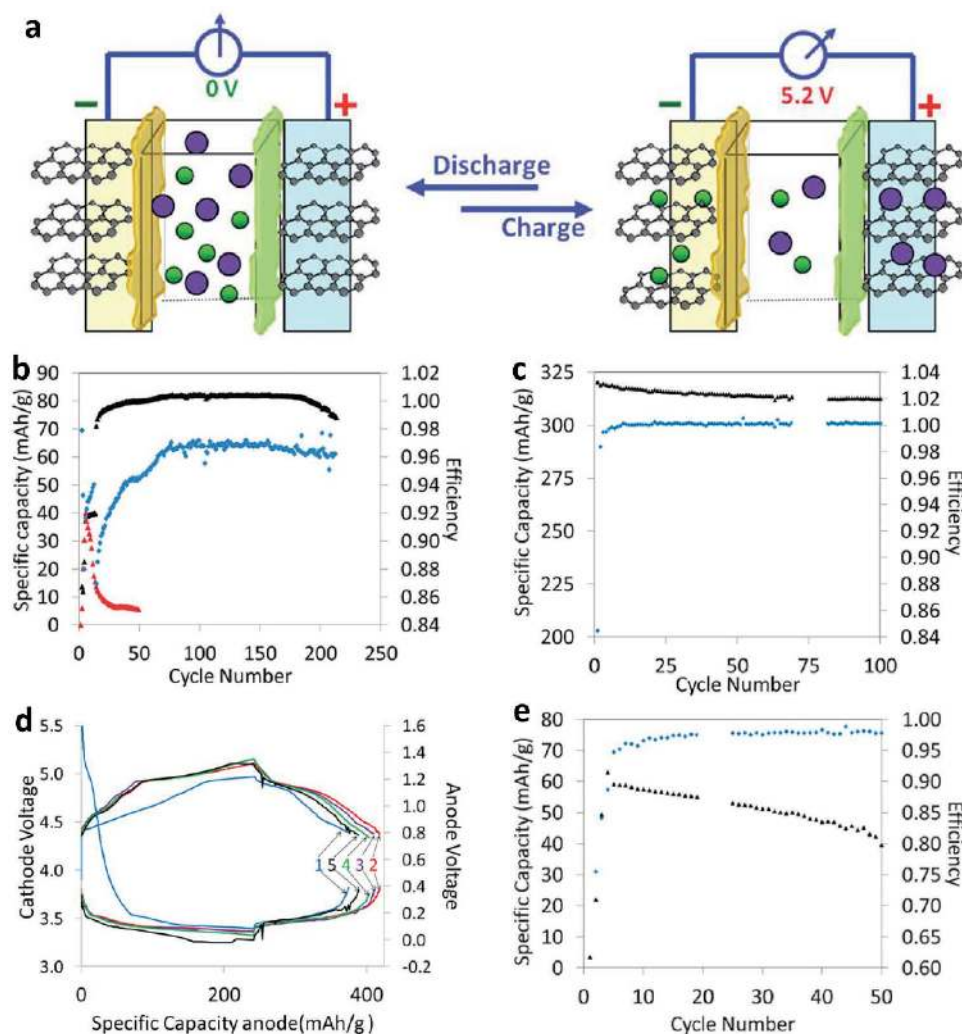 a
0 V
5.2 V
− +
− +
Discharge
Charge
b
Specific capacity (mAh/g)
90
80
70
60
50
40
30
20
10
0
1.02
1.00
0.98
0.96
0.94
0.92
0.90
0.88
0.86
0.84
Efficiency
0 50 100 150 200 250
Cycle Number
c
Specific Capacity (mAh/g)
325
300
275
250
225
200
1.04
1.02
1.00
0.98
0.96
0.94
0.92
0.90
0.88
0.86
0.84
Efficiency
0 25 50 75 100
Cycle Number
d
Cathode Voltage
5.5
5.0
4.5
4.0
3.5
3.0
1.6
1.4
1.2
1.0
0.8
0.6
0.4
0.2
-0.0
-0.2
Anode Voltage
1 5 4 3 2
0 200 400
Specific Capacity anode(mAh/g )
e
Specific Capacity (mAh/g)
80
70
60
50
40
30
20
10
0
1.00
0.95
0.90
0.85
0.80
0.75
0.70
0.65
0.60
Efficiency
0 10 20 30 40 50
Cycle Number